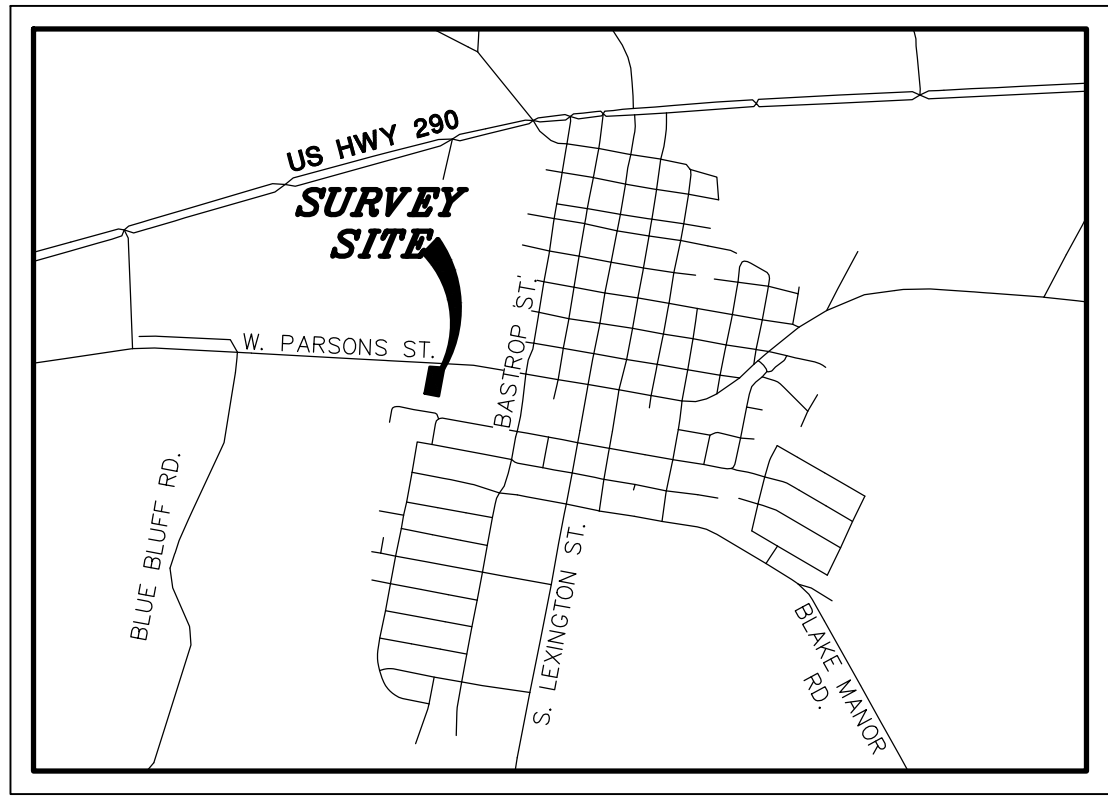 US HWY 290
SURVEY
SITE
W. PARSONS ST.
BASTROP ST.
BLUE BLUFF RD.
S. LEXINGTON ST.
BLAKE MANOR
RD.